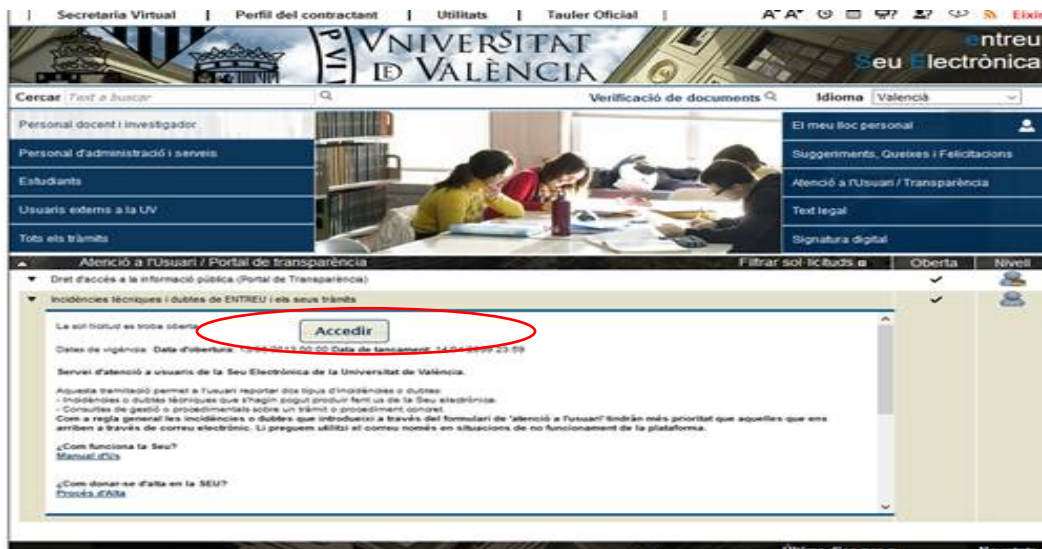 Secretaria Virtual | Perfil del contractant | Utilitats | Tauler Oficial | A- A+ Eixir
VNIVERSITAT
ID VALÈNCIA
entreu
Seu Electrònica
Cercar Text a buscar Verificació de documents Idioma Valencià
Personal docent i investigador
Personal d'administració i serveis
Estudiants
Usuaris externs a la UV
Tots els tràmits
El meu lloc personal
Suggeriments, Queixes i Felicitacions
Atenció a l'Usuari / Transparència
Text legal
Signatura digital
Atenció a l'Usuari / Portal de transparència Filtrar sol·licituds Oberta Nivell
Dret d'accés a la informació pública (Portal de Transparència)
Incidències tècniques i dubtes de ENTREU i els seus tràmits
La sol·licitud es troba oberta Accedir
Dates de vigència: Data d'obertura: 00:00 Data de tancament: 23:59
Servei d'atenció a usuaris de la Seu Electrònica de la Universitat de València.
Aquesta tramitació permet a l'usuari reportar dos tipus d'incidències o dubtes:
- Incidències o dubtes tècniques que s'hagin pogut produir fent us de la Seu electrònica.
- Consultes de gestió o procedimentals sobre un tràmit o procediment concret.
Com a regla general les incidències o dubtes que introdueixi a través del formulari de 'atenció a l'usuari' tindràn més prioritat que aquelles que ens
arriben a través de correu electrònic. Li preguem utilitzi el correu només en situacions de no funcionament de la plataforma.
¿Com funciona la Seu?
Manual d'Us
¿Com donar-se d'alta en la SEU?
Procés d'Alta